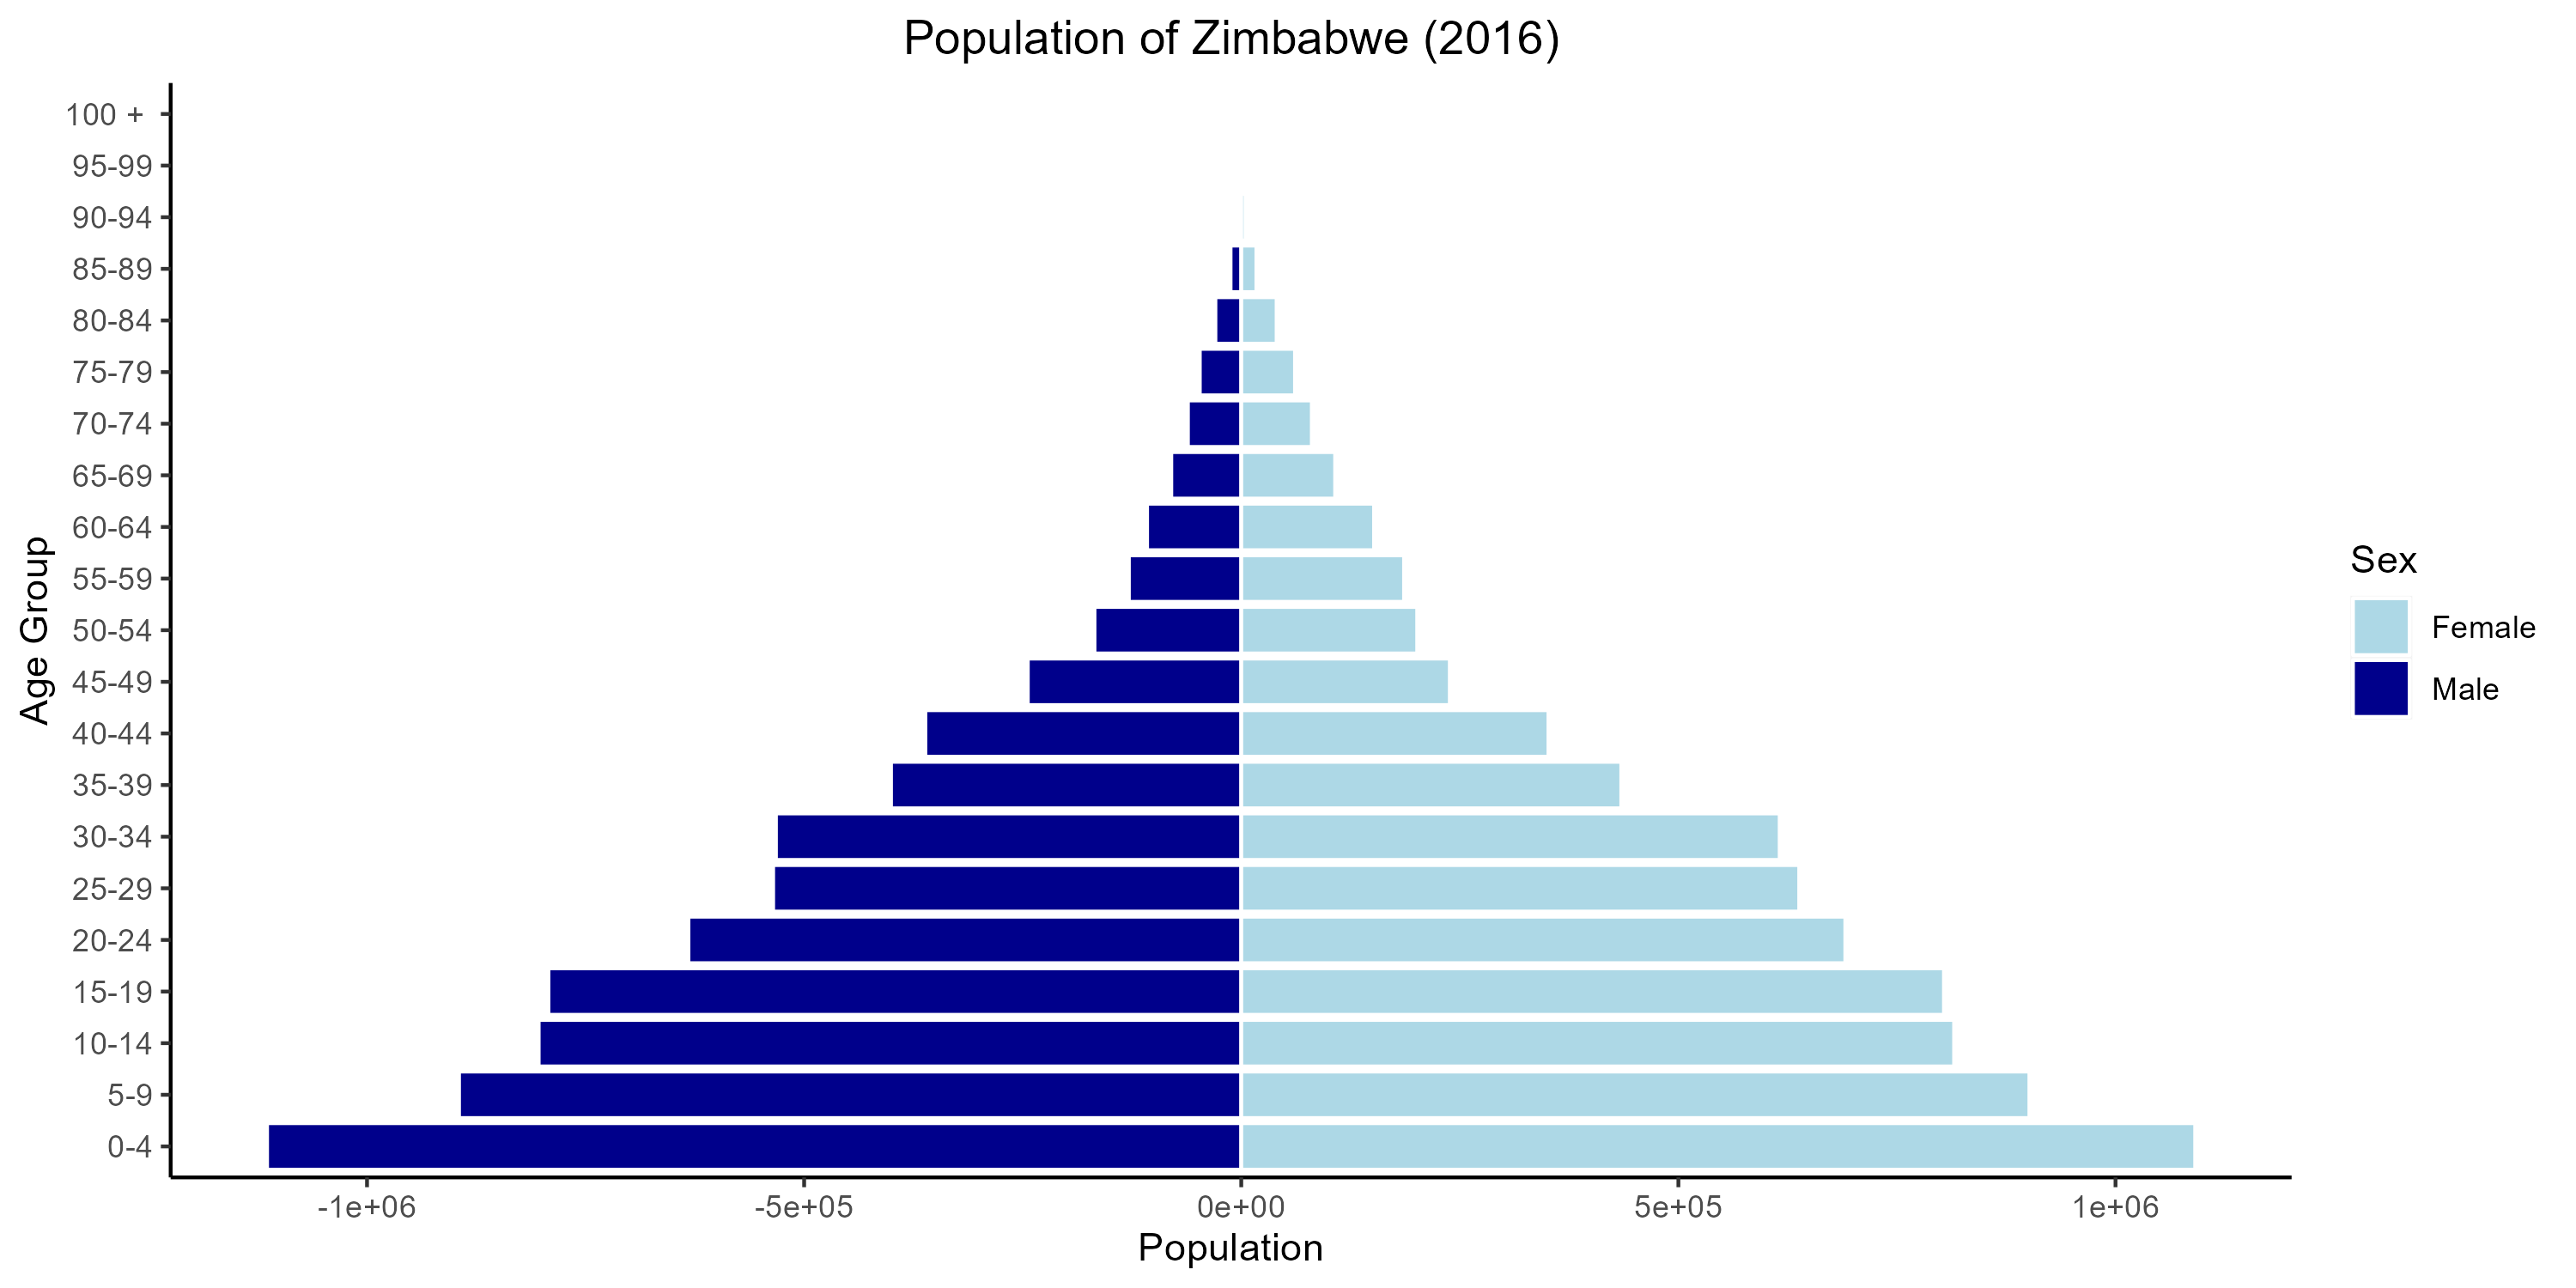 Population of Zimbabwe (2016)
100 +
95-99
90-94
85-89
80-84
75-79
70-74
65-69
60-64
55-59
50-54
45-49
40-44
35-39
30-34
25-29
20-24
15-19
10-14
5-9
0-4
Age Group
-1e+06
-5e+05
0e+00
5e+05
1e+06
Population
Sex
Female
Male